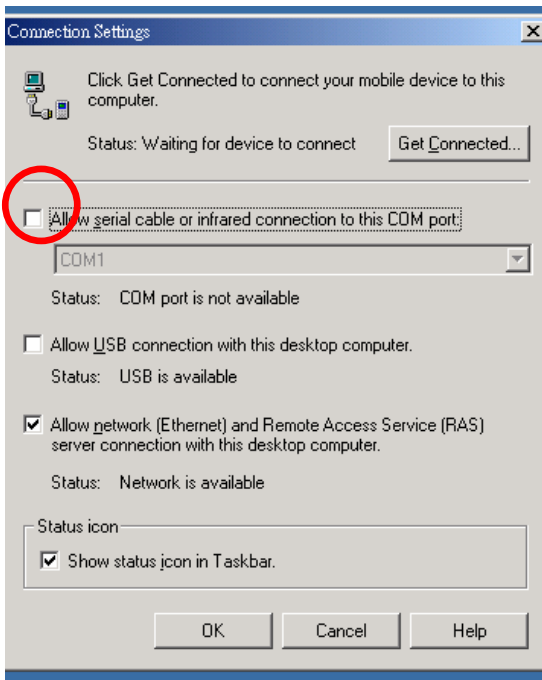 Connection Settings
Click Get Connected to connect your mobile device to this
computer.
Status: Waiting for device to connect
Get Connected...
Allow serial cable or infrared connection to this COM port:
COM1
Status: COM port is not available
Allow USB connection with this desktop computer.
Status: USB is available
Allow network (Ethernet) and Remote Access Service (RAS)
server connection with this desktop computer.
Status: Network is available
Status icon
Show status icon in Taskbar.
OK Cancel Help